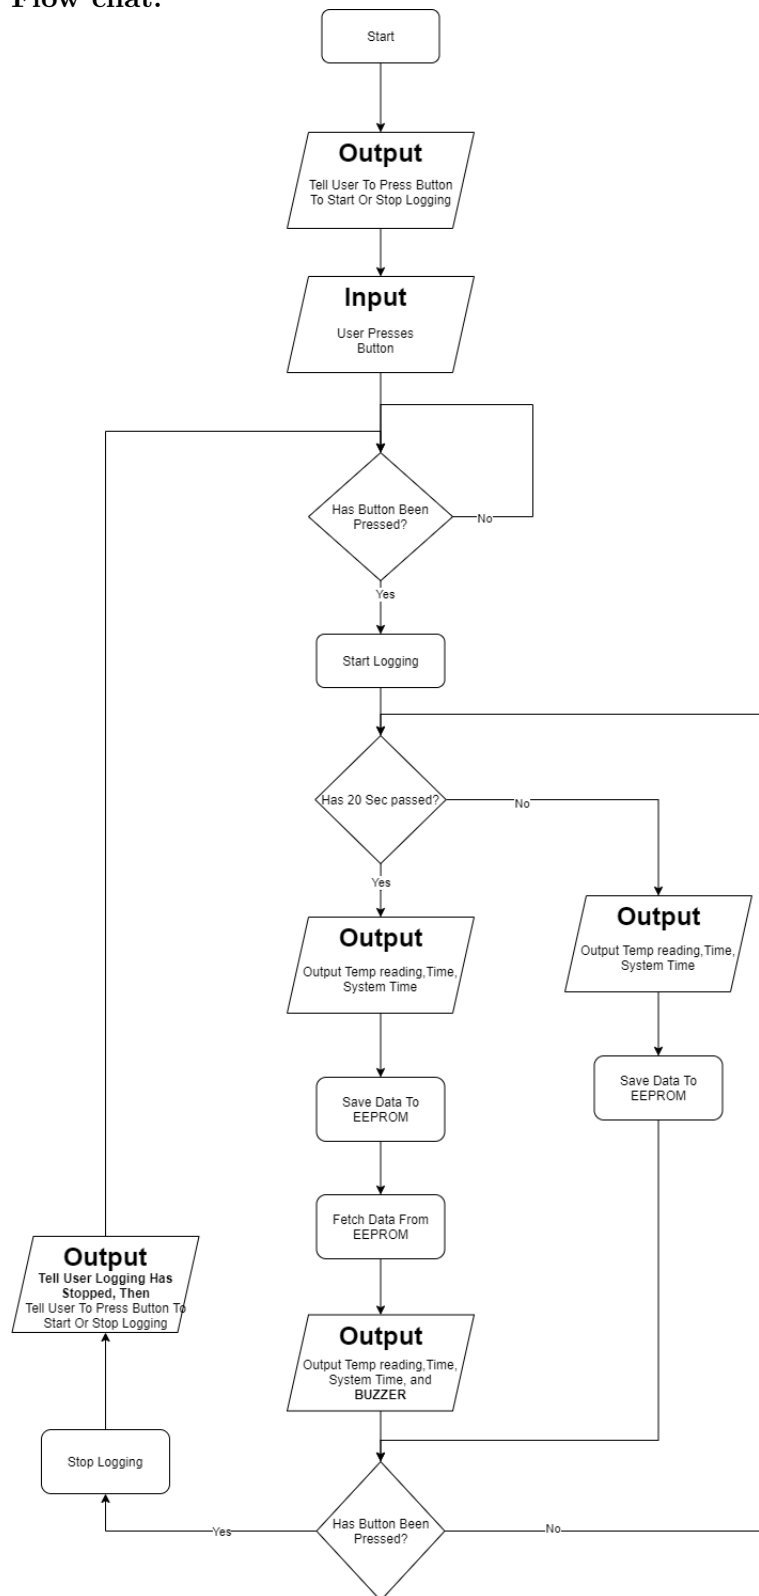 Flow chat:
Start
Output
Tell User To Press Button
To Start Or Stop Logging
Input
User Presses
Button
Has Button Been
Pressed?
No
Yes
Start Logging
Has 20 Sec passed?
No
Yes
Output
Output Temp reading,Time,
System Time
Output
Output Temp reading,Time,
System Time
Save Data To
EEPROM
Save Data To
EEPROM
Fetch Data From
EEPROM
Output
Tell User Logging Has
Stopped, Then
Tell User To Press Button To
Start Or Stop Logging
Output
Output Temp reading,Time,
System Time, and
BUZZER
Stop Logging
Has Button Been
Pressed?
Yes
No